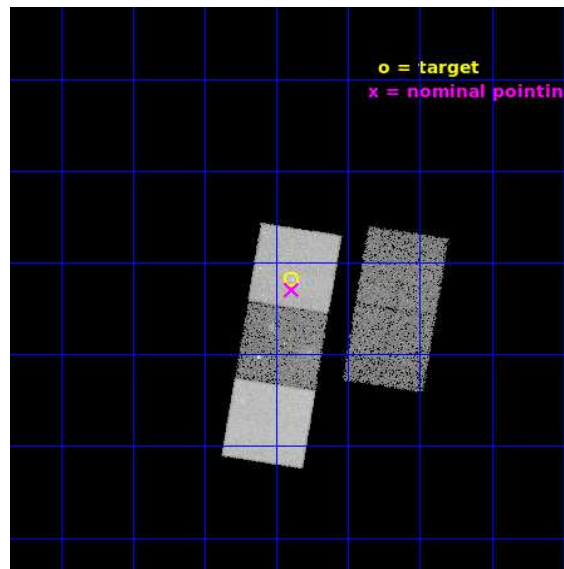 o = target
x = nominal pointin